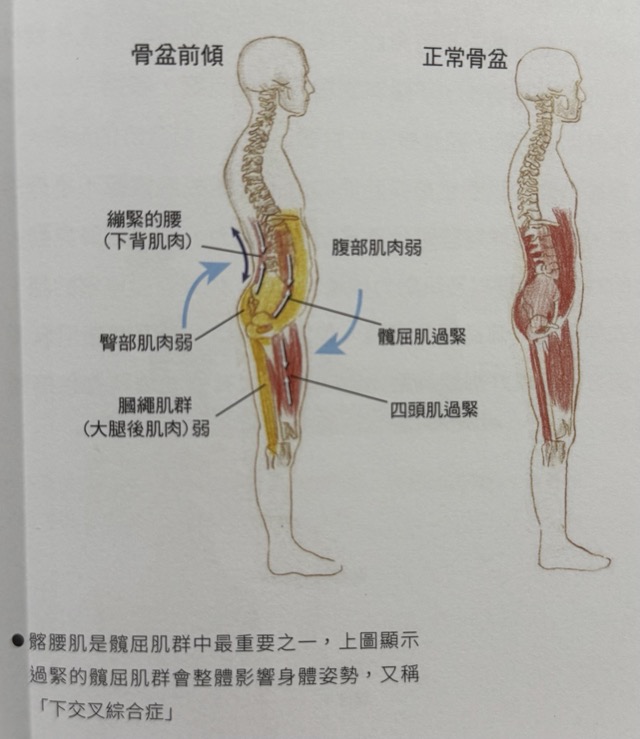 骨盆前傾
正常骨盆
繃緊的腰
(下背肌肉)
腹部肌肉弱
臀部肌肉弱
髖屈肌過緊
膕繩肌群
(大腿後肌肉)弱
四頭肌過緊
●髂腰肌是髖屈肌群中最重要之一，上圖顯示
過緊的髖屈肌群會整體影響身體姿勢，又稱
「下交叉綜合症」